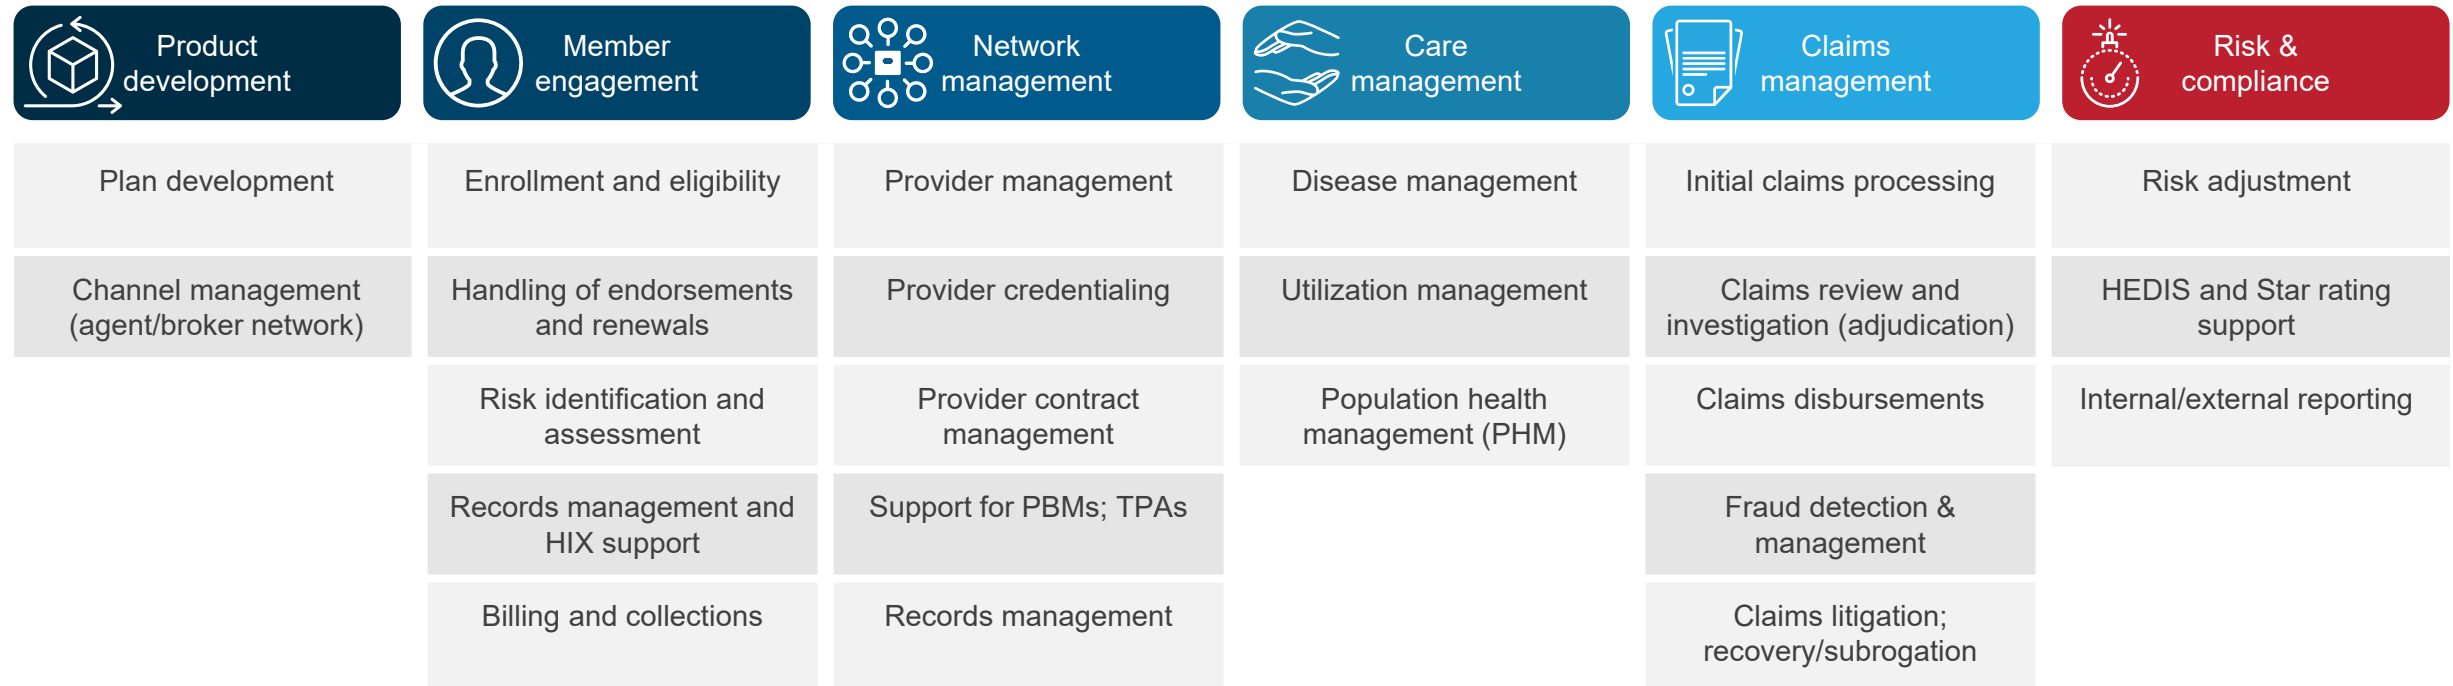 Product
development
Member
engagement
Network
management
Care
management
Claims
management
Risk &
compliance
Plan development
Enrollment and eligibility
Provider management
Disease management
Initial claims processing
Risk adjustment
Channel management
(agent/broker network)
Handling of endorsements
and renewals
Provider credentialing
Utilization management
Claims review and
investigation (adjudication)
HEDIS and Star rating
support
Risk identification and
assessment
Provider contract
management
Population health
management (PHM)
Claims disbursements
Internal/external reporting
Records management and
HIX support
Support for PBMs; TPAs
Fraud detection &
management
Billing and collections
Records management
Claims litigation;
recovery/subrogation